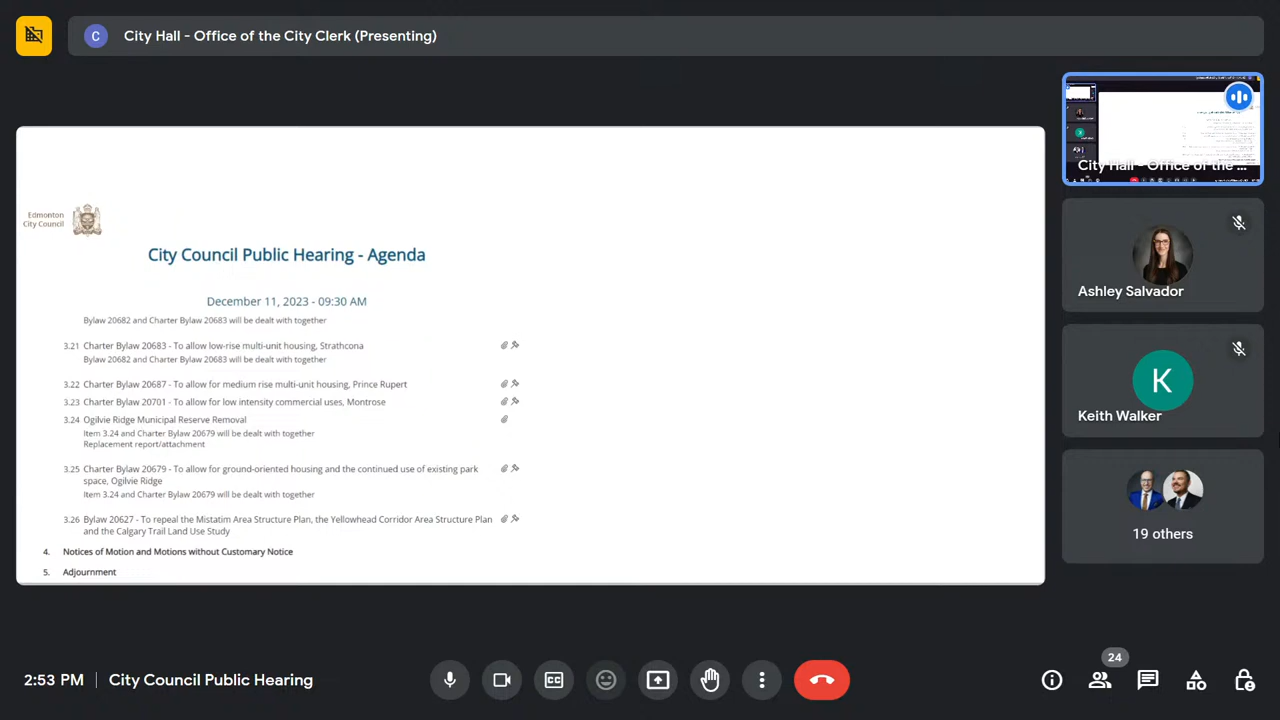 City Hall - Office of the City Clerk (Presenting)
C
City Hall - Office of the ...
Edmonton
City Council
City Council Public Hearing - Agenda
December 11, 2023 - 09:30 AM
Bylaw 20682 and Charter Bylaw 20683 will be dealt with together
3.21 Charter Bylaw 20683 - To allow low-rise multi-unit housing, Strathcona
Bylaw 20682 and Charter Bylaw 20683 will be dealt with together
3.22 Charter Bylaw 20687 - To allow for medium rise multi-unit housing, Prince Rupert
3.23 Charter Bylaw 20701 - To allow for low intensity commercial uses, Montrose
3.24 Ogilvie Ridge Municipal Reserve Removal
Item 3.24 and Charter Bylaw 20679 will be dealt with together
Replacement report/attachment
3.25 Charter Bylaw 20679 - To allow for ground-oriented housing and the continued use of existing park
space, Ogilvie Ridge
Item 3.24 and Charter Bylaw 20679 will be dealt with together
3.26 Bylaw 20627 - To repeal the Mistatim Area Structure Plan, the Yellowhead Corridor Area Structure Plan
and the Calgary Trail Land Use Study
4. Notices of Motion and Motions without Customary Notice
5. Adjournment
Ashley Salvador
K
Keith Walker
19 others
2:53 PM | City Council Public Hearing
CC
24